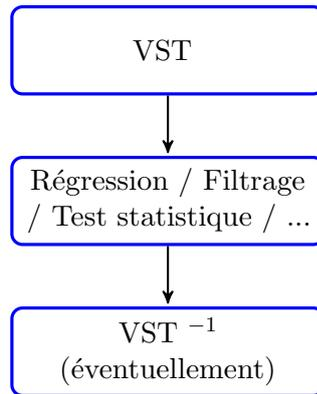 VST
Régression / Filtrage
/ Test statistique / ...
VST ⁻¹
(éventuellement)